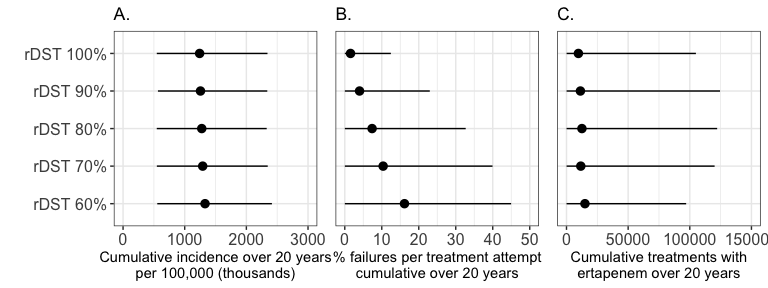 A.
B.
C.
rDST 100%
rDST 90%
rDST 80%
rDST 70%
rDST 60%
0 1000 2000 3000
0 10 20 30 40 50
0 50000 100000 150000
Cumulative incidence over 20 years
per 100,000 (thousands)
% failures per treatment attempt
cumulative over 20 years
Cumulative treatments with
ertapenem over 20 years